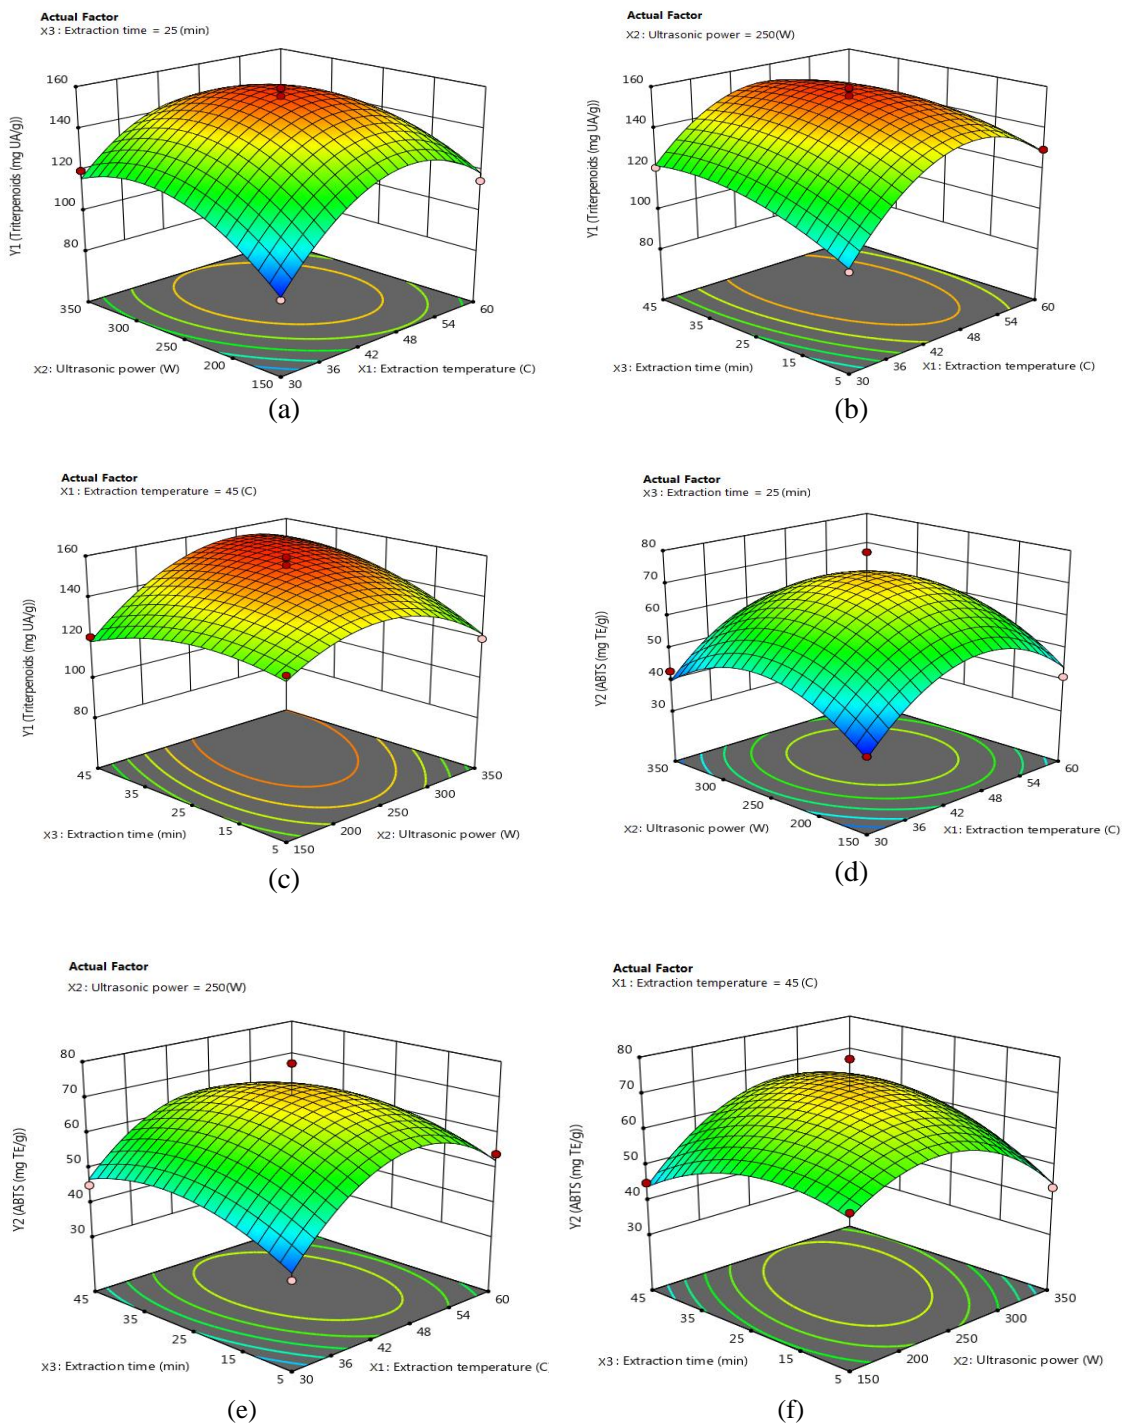 Actual Factor
X3: Extraction time = 25 (min)
160
140
120
100
80
Y1 (Triterpenoids (mg UA/g))
350
300
250
200
150
X2: Ultrasonic power (W)
30
36
42
48
54
60
X1: Extraction temperature (C)
(a)
Actual Factor
X2: Ultrasonic power = 250(W)
160
140
120
100
80
Y1 (Triterpenoids (mg UA/g))
45
35
25
15
5
X3: Extraction time (min)
30
36
42
48
54
60
X1: Extraction temperature (C)
(b)
Actual Factor
X1: Extraction temperature = 45 (C)
160
140
120
100
80
Y1 (Triterpenoids (mg UA/g))
45
35
25
15
5
X3: Extraction time (min)
150
200
250
300
350
X2: Ultrasonic power (W)
(c)
Actual Factor
X3: Extraction time = 25 (min)
80
70
60
50
40
30
Y2 (ABTS (mg TE/g))
350
300
250
200
150
X2: Ultrasonic power (W)
30
36
42
48
54
60
X1: Extraction temperature (C)
(d)
Actual Factor
X2: Ultrasonic power = 250(W)
80
70
60
50
40
30
Y2 (ABTS (mg TE/g))
45
35
25
15
5
X3: Extraction time (min)
30
36
42
48
54
60
X1: Extraction temperature (C
(e)
Actual Factor
X1: Extraction temperature = 45 (C)
80
70
60
50
40
30
Y2 (ABTS (mg TE/g))
45
35
25
15
5
X3: Extraction time (min)
150
200
250
300
350
X2: Ultrasonic power (W)
(f)